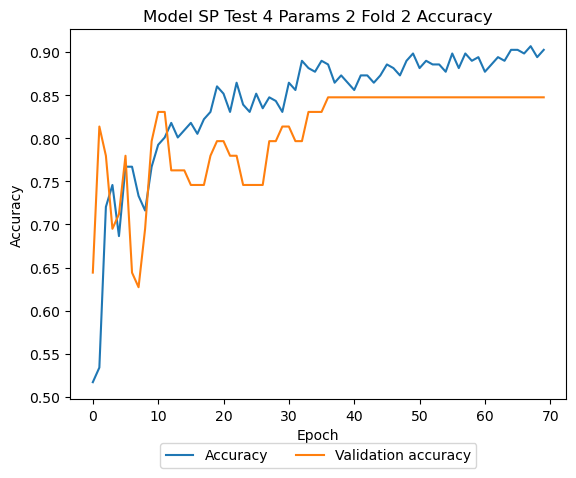 Model SP Test 4 Params 2 Fold 2 Accuracy
0.90
0.85
0.80
0.75
0.70
0.65
0.60
0.55
0.50
Accuracy
0 10 20 30 40 50 60 70
Epoch
Accuracy Validation accuracy